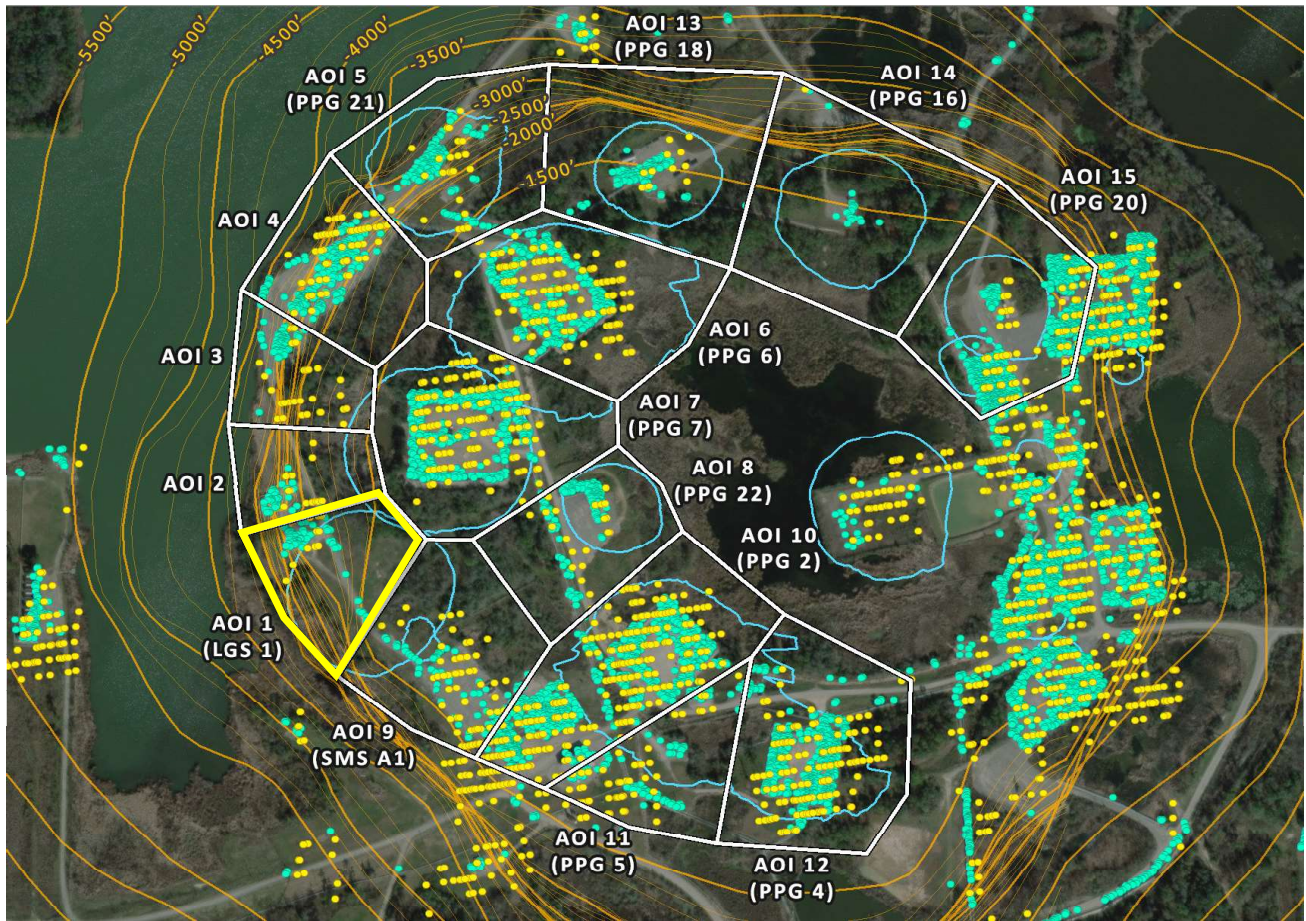 -5500'
-5000'
-4500'
-4000'
-3500'
-3000'
-2500'
-2000'
-1500'
AOI 13
(PPG 18)
AOI 14
(PPG 16)
AOI 5
(PPG 21)
AOI 15
(PPG 20)
AOI 4
AOI 3
AOI 6
(PPG 6)
AOI 7
(PPG 7)
AOI 8
(PPG 22)
AOI 2
AOI 10
(PPG 2)
AOI 1
(LGS 1)
AOI 9
(SMS A1)
AOI 11
(PPG 5)
AOI 12
(PPG 4)